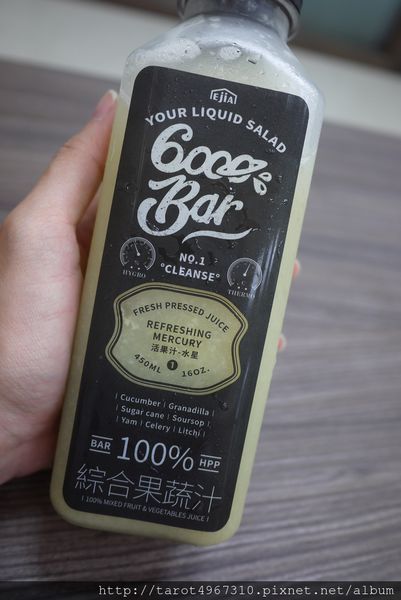 EJIA
YOUR LIQUID SALAD
Good
Bar
NO.1
"CLEANSE"
HYGRO
THERMO
FRESH PRESSED JUICE
REFRESHING
MERCURY
活果汁-水星
450ML 1 16OZ.
| Cucumber | Granadilla |
| Sugar cane | Soursop |
| Yam | Celery | Litchi |
BAR 100% HPP
綜合果蔬汁
| 100% MIXED FRUIT & VEGETABLES JUICE |
http://tarot4967310.pixnet.net/album